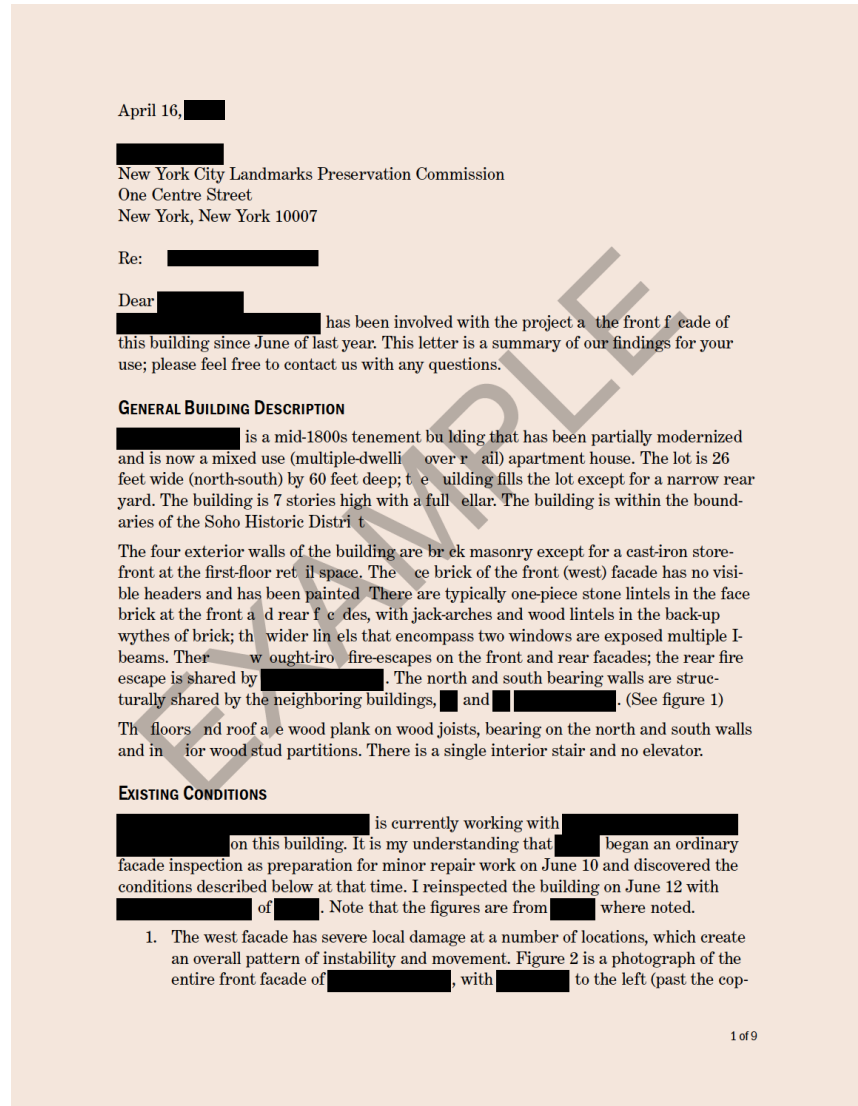 April 16,
New York City Landmarks Preservation Commission
One Centre Street
New York, New York 10007
Re:
Dear
has been involved with the project at the front facade of
this building since June of last year. This letter is a summary of our findings for your
use; please feel free to contact us with any questions.
GENERAL BUILDING DESCRIPTION
is a mid-1800s tenement building that has been partially modernized
and is now a mixed use (multiple-dwelling over retail) apartment house. The lot is 26
feet wide (north-south) by 60 feet deep; the building fills the lot except for a narrow rear
yard. The building is 7 stories high with a full cellar. The building is within the bound-
aries of the Soho Historic District
The four exterior walls of the building are brick masonry except for a cast-iron store-
front at the first-floor retail space. The face brick of the front (west) facade has no visi-
ble headers and has been painted There are typically one-piece stone lintels in the face
brick at the front and rear facades, with jack-arches and wood lintels in the back-up
wythes of brick; the wider lintels that encompass two windows are exposed multiple I-
beams. There wrought-iron fire-escapes on the front and rear facades; the rear fire
escape is shared by . The north and south bearing walls are struc-
turally shared by the neighboring buildings, and . (See figure 1)
The floors and roof are wood plank on wood joists, bearing on the north and south walls
and interior wood stud partitions. There is a single interior stair and no elevator.
EXISTING CONDITIONS
is currently working with
on this building. It is my understanding that began an ordinary
facade inspection as preparation for minor repair work on June 10 and discovered the
conditions described below at that time. I reinspected the building on June 12 with
of . Note that the figures are from where noted.
1. The west facade has severe local damage at a number of locations, which create
an overall pattern of instability and movement. Figure 2 is a photograph of the
entire front facade of , with to the left (past the cop-
1 of 9
EXAMPLE